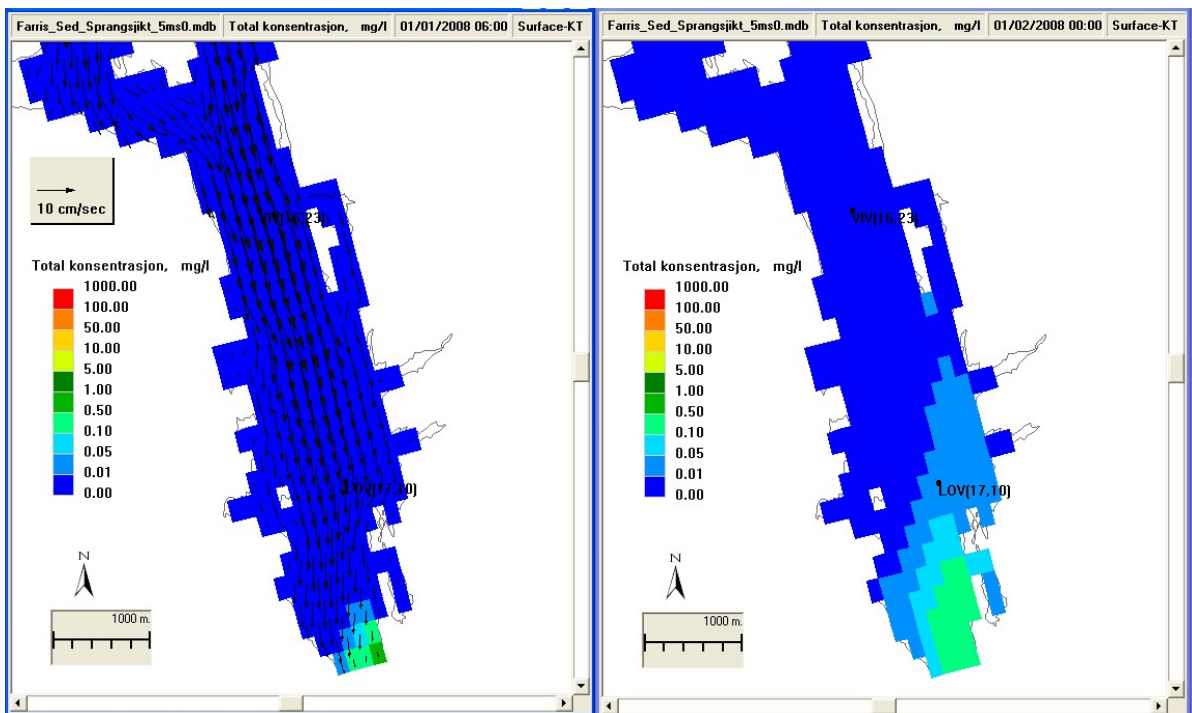 Farris_Sed_Sprangsjikt_5ms0.mdb Total konsentrasjon, mg/l 01/01/2008 06:00 Surface-KT
10 cm/sec
VIV(16,23)
Total konsentrasjon, mg/l
1000.00
100.00
50.00
10.00
5.00
1.00
0.50
0.10
0.05
0.01
0.00
LOV(17,10)
N
1000 m.
Farris_Sed_Sprangsjikt_5ms0.mdb Total konsentrasjon, mg/l 01/02/2008 00:00 Surface-KT
VIV(16,23)
Total konsentrasjon, mg/l
1000.00
100.00
50.00
10.00
5.00
1.00
0.50
0.10
0.05
0.01
0.00
LOV(17,10)
N
1000 m.